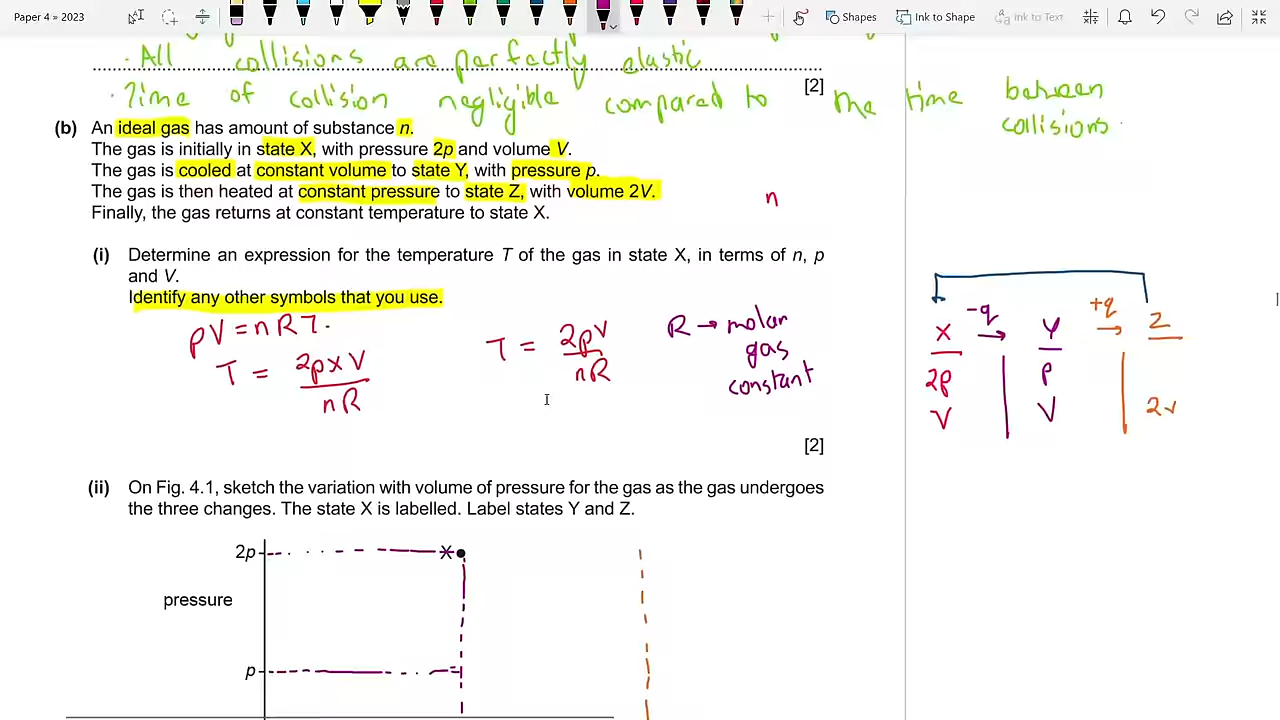 Paper 4 » 2023
Shapes
Ink to Shape
Ink to Text
· All collisions are perfectly elastic
[2]
· Time of collision negligible compared to the time between collisions.
(b) An ideal gas has amount of substance n.
The gas is initially in state X, with pressure 2p and volume V.
The gas is cooled at constant volume to state Y, with pressure p.
The gas is then heated at constant pressure to state Z, with volume 2V.
Finally, the gas returns at constant temperature to state X.
n
(i) Determine an expression for the temperature T of the gas in state X, in terms of n, p
and V.
Identify any other symbols that you use.
pV = nRT.
T = 2p x V / nR
T = 2pV / nR
R → molar
gas
constant
-q +q
X → Y → Z
2p p
V V 2v
[2]
(ii) On Fig. 4.1, sketch the variation with volume of pressure for the gas as the gas undergoes
the three changes. The state X is labelled. Label states Y and Z.
2p X
pressure
p